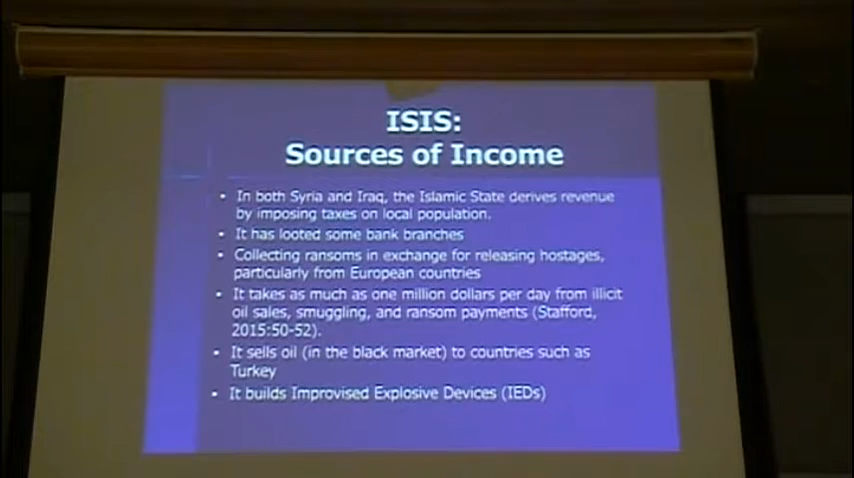 ISIS:
Sources of Income
• In both Syria and Iraq, the Islamic State derives revenue
by imposing taxes on local population.
• It has looted some bank branches
• Collecting ransoms in exchange for releasing hostages,
particularly from European countries
• It takes as much as one million dollars per day from illicit
oil sales, smuggling, and ransom payments (Stafford,
2015:50-52).
• It sells oil (in the black market) to countries such as
Turkey
• It builds Improvised Explosive Devices (IEDs)